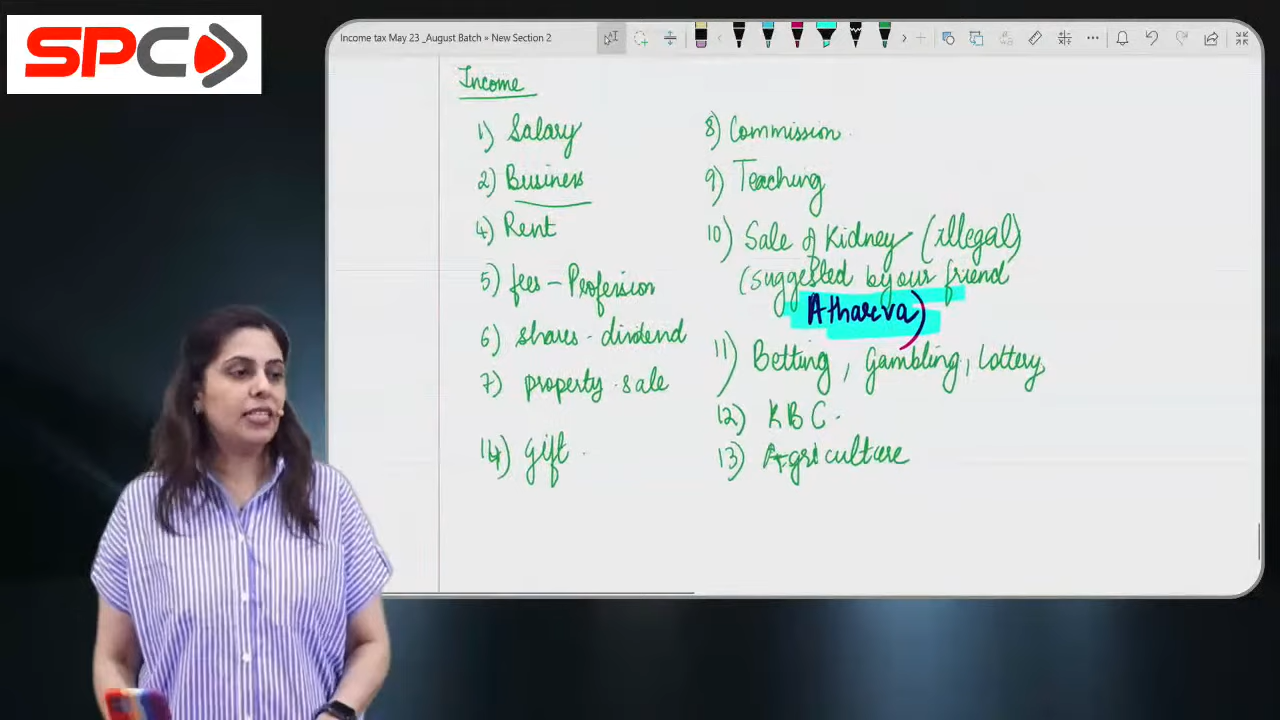 SPC
Income tax May 23 _August Batch » New Section 2
Income
1) Salary
2) Business
4) Rent
5) fees - Profession
6) shares - dividend
7) property sale
14) gift
8) Commission
9) Teaching
10) Sale of Kidney (illegal)
(suggested by our friend
Athareva)
11) Betting, Gambling, Lottery
12) KBC
13) Agriculture